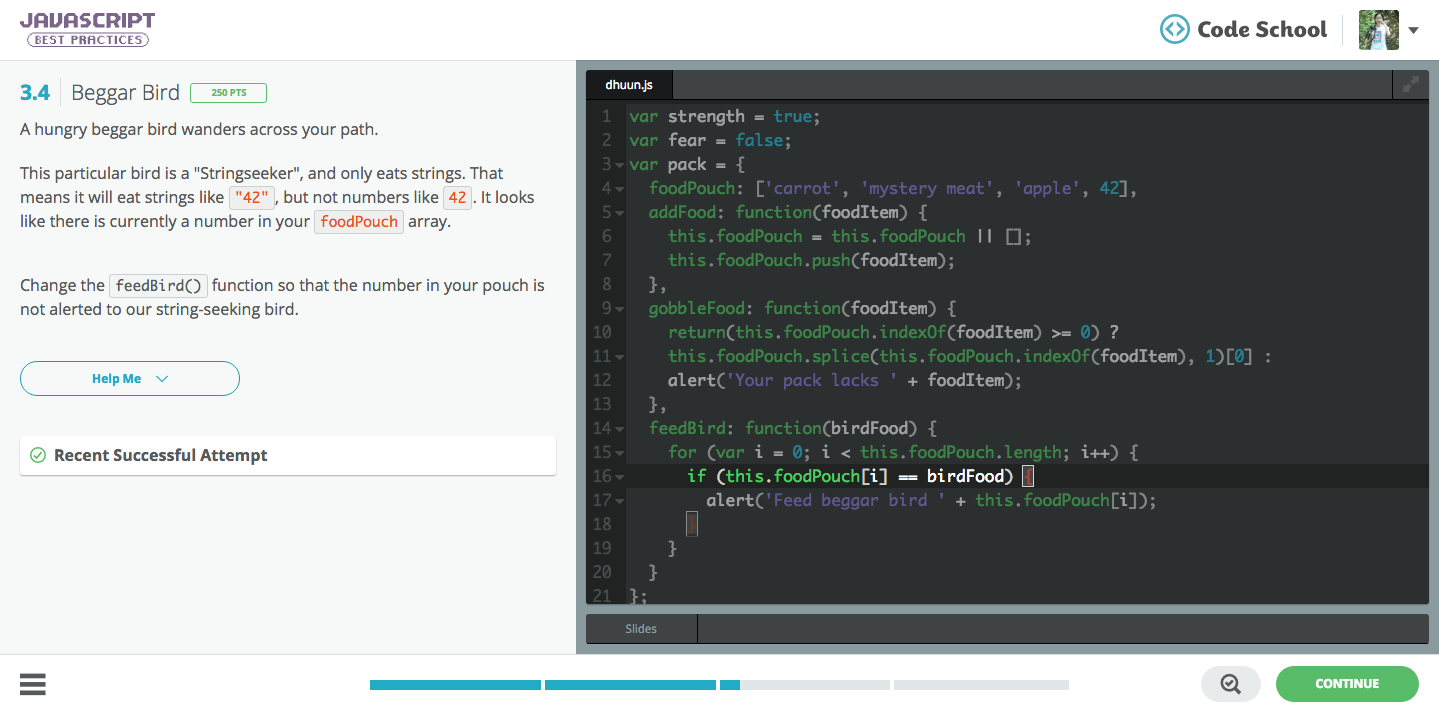 JAVASCRIPT
BEST PRACTICES
Code School
3.4 Beggar Bird 250 PTS
A hungry beggar bird wanders across your path.
This particular bird is a "Stringseeker", and only eats strings. That
means it will eat strings like "42" , but not numbers like 42 . It looks
like there is currently a number in your foodPouch array.
Change the feedBird() function so that the number in your pouch is
not alerted to our string-seeking bird.
Help Me
Recent Successful Attempt
dhuun.js
1 var strength = true;
2 var fear = false;
3 var pack = {
4 foodPouch: ['carrot', 'mystery meat', 'apple', 42],
5 addFood: function(foodItem) {
6 this.foodPouch = this.foodPouch || [];
7 this.foodPouch.push(foodItem);
8 },
9 gobbleFood: function(foodItem) {
10 return(this.foodPouch.indexOf(foodItem) >= 0) ?
11 this.foodPouch.splice(this.foodPouch.indexOf(foodItem), 1)[0] :
12 alert('Your pack lacks ' + foodItem);
13 },
14 feedBird: function(birdFood) {
15 for (var i = 0; i < this.foodPouch.length; i++) {
16 if (this.foodPouch[i] == birdFood) {
17 alert('Feed beggar bird ' + this.foodPouch[i]);
18 }
19 }
20 }
21 };
Slides
CONTINUE